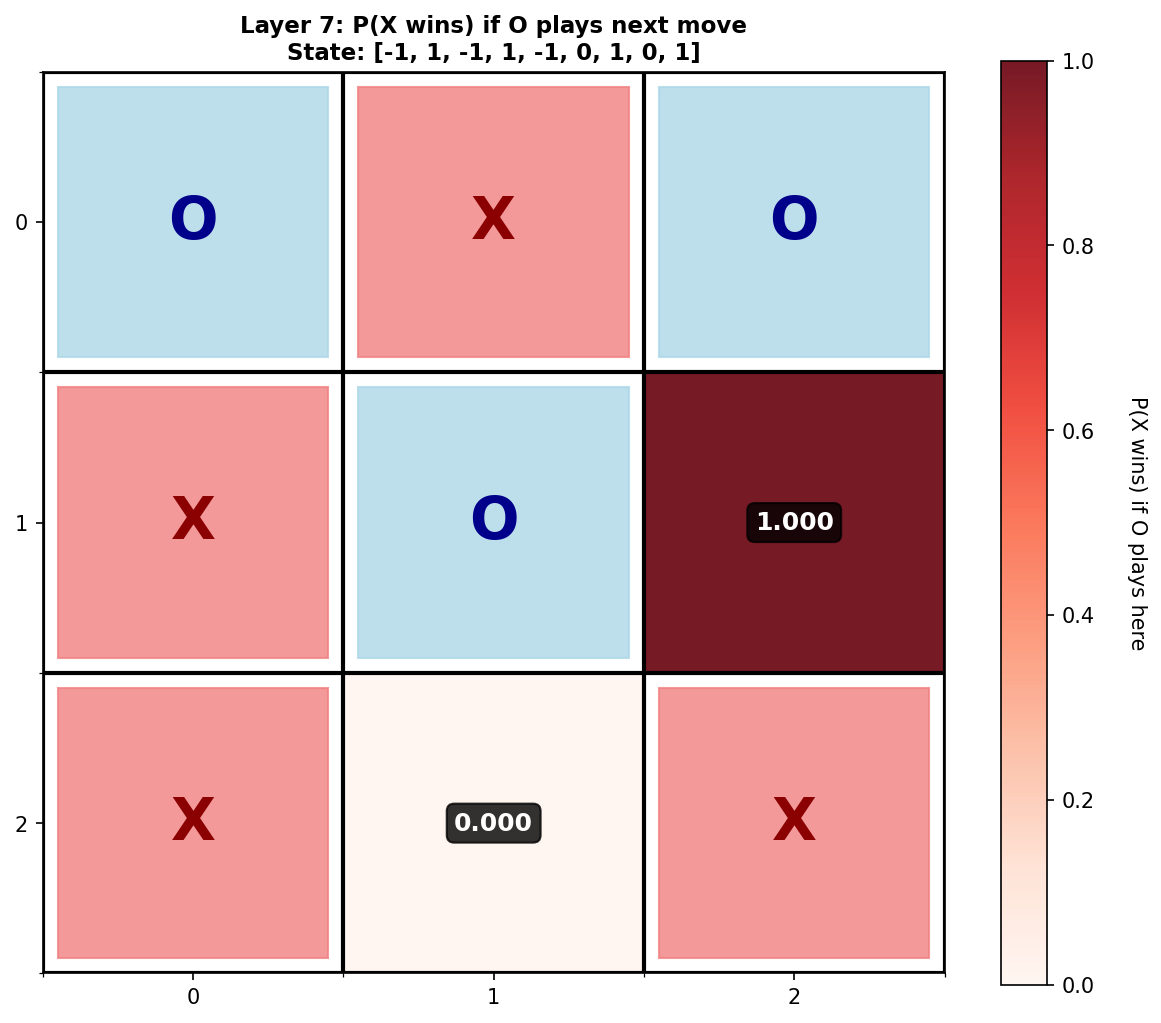 Layer 7: P(X wins) if O plays next move
State: [-1, 1, -1, 1, -1, 0, 1, 0, 1]
O X O
X O 1.000
X 0.000 X
0
1
2
0 1 2
1.0
0.8
0.6
0.4
0.2
0.0
P(X wins) if O plays here